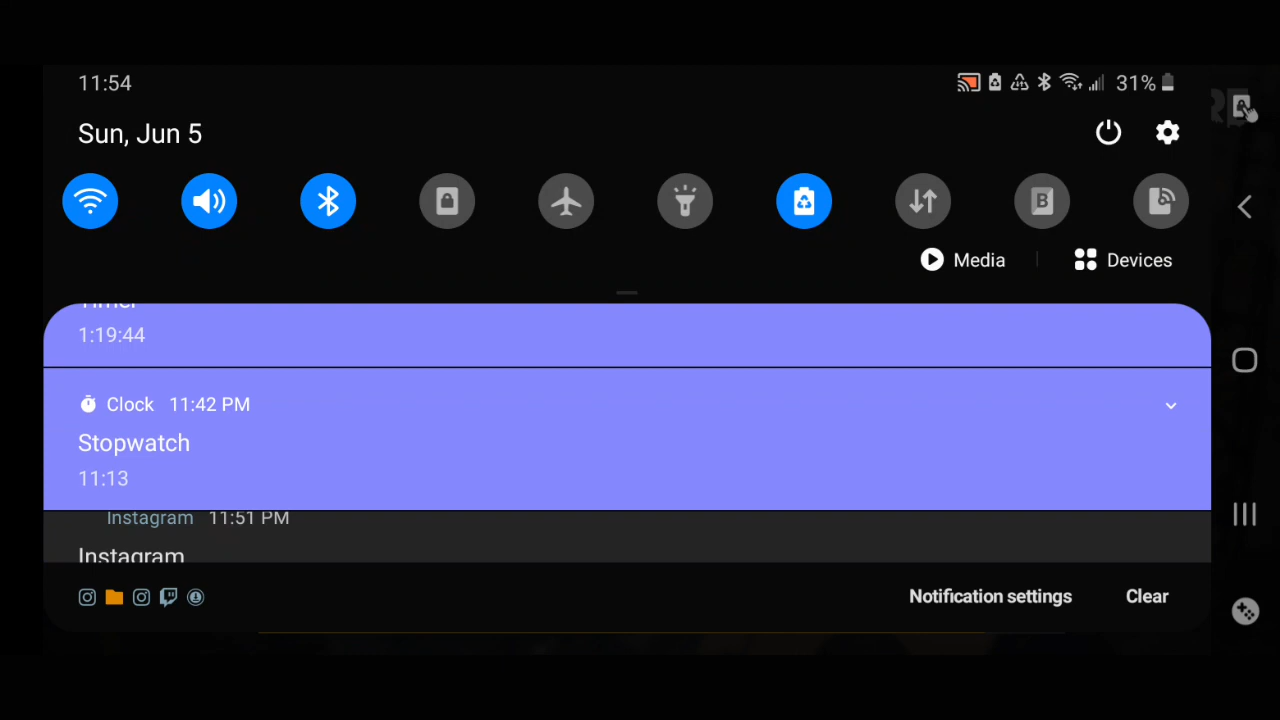 11:54
31%
Sun, Jun 5
Media
Devices
Timer
1:19:44
Clock 11:42 PM
Stopwatch
11:13
Instagram 11:51 PM
Instagram
Notification settings
Clear